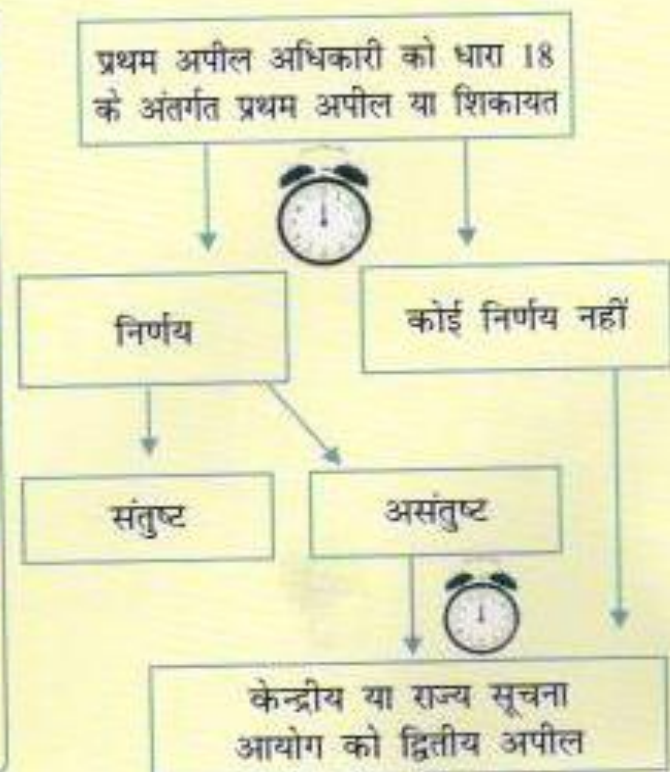 प्रथम अपील अधिकारी को धारा 18
के अंतर्गत प्रथम अपील या शिकायत
निर्णय
कोई निर्णय नहीं
संतुष्ट
असंतुष्ट
केन्द्रीय या राज्य सूचना
आयोग को द्वितीय अपील